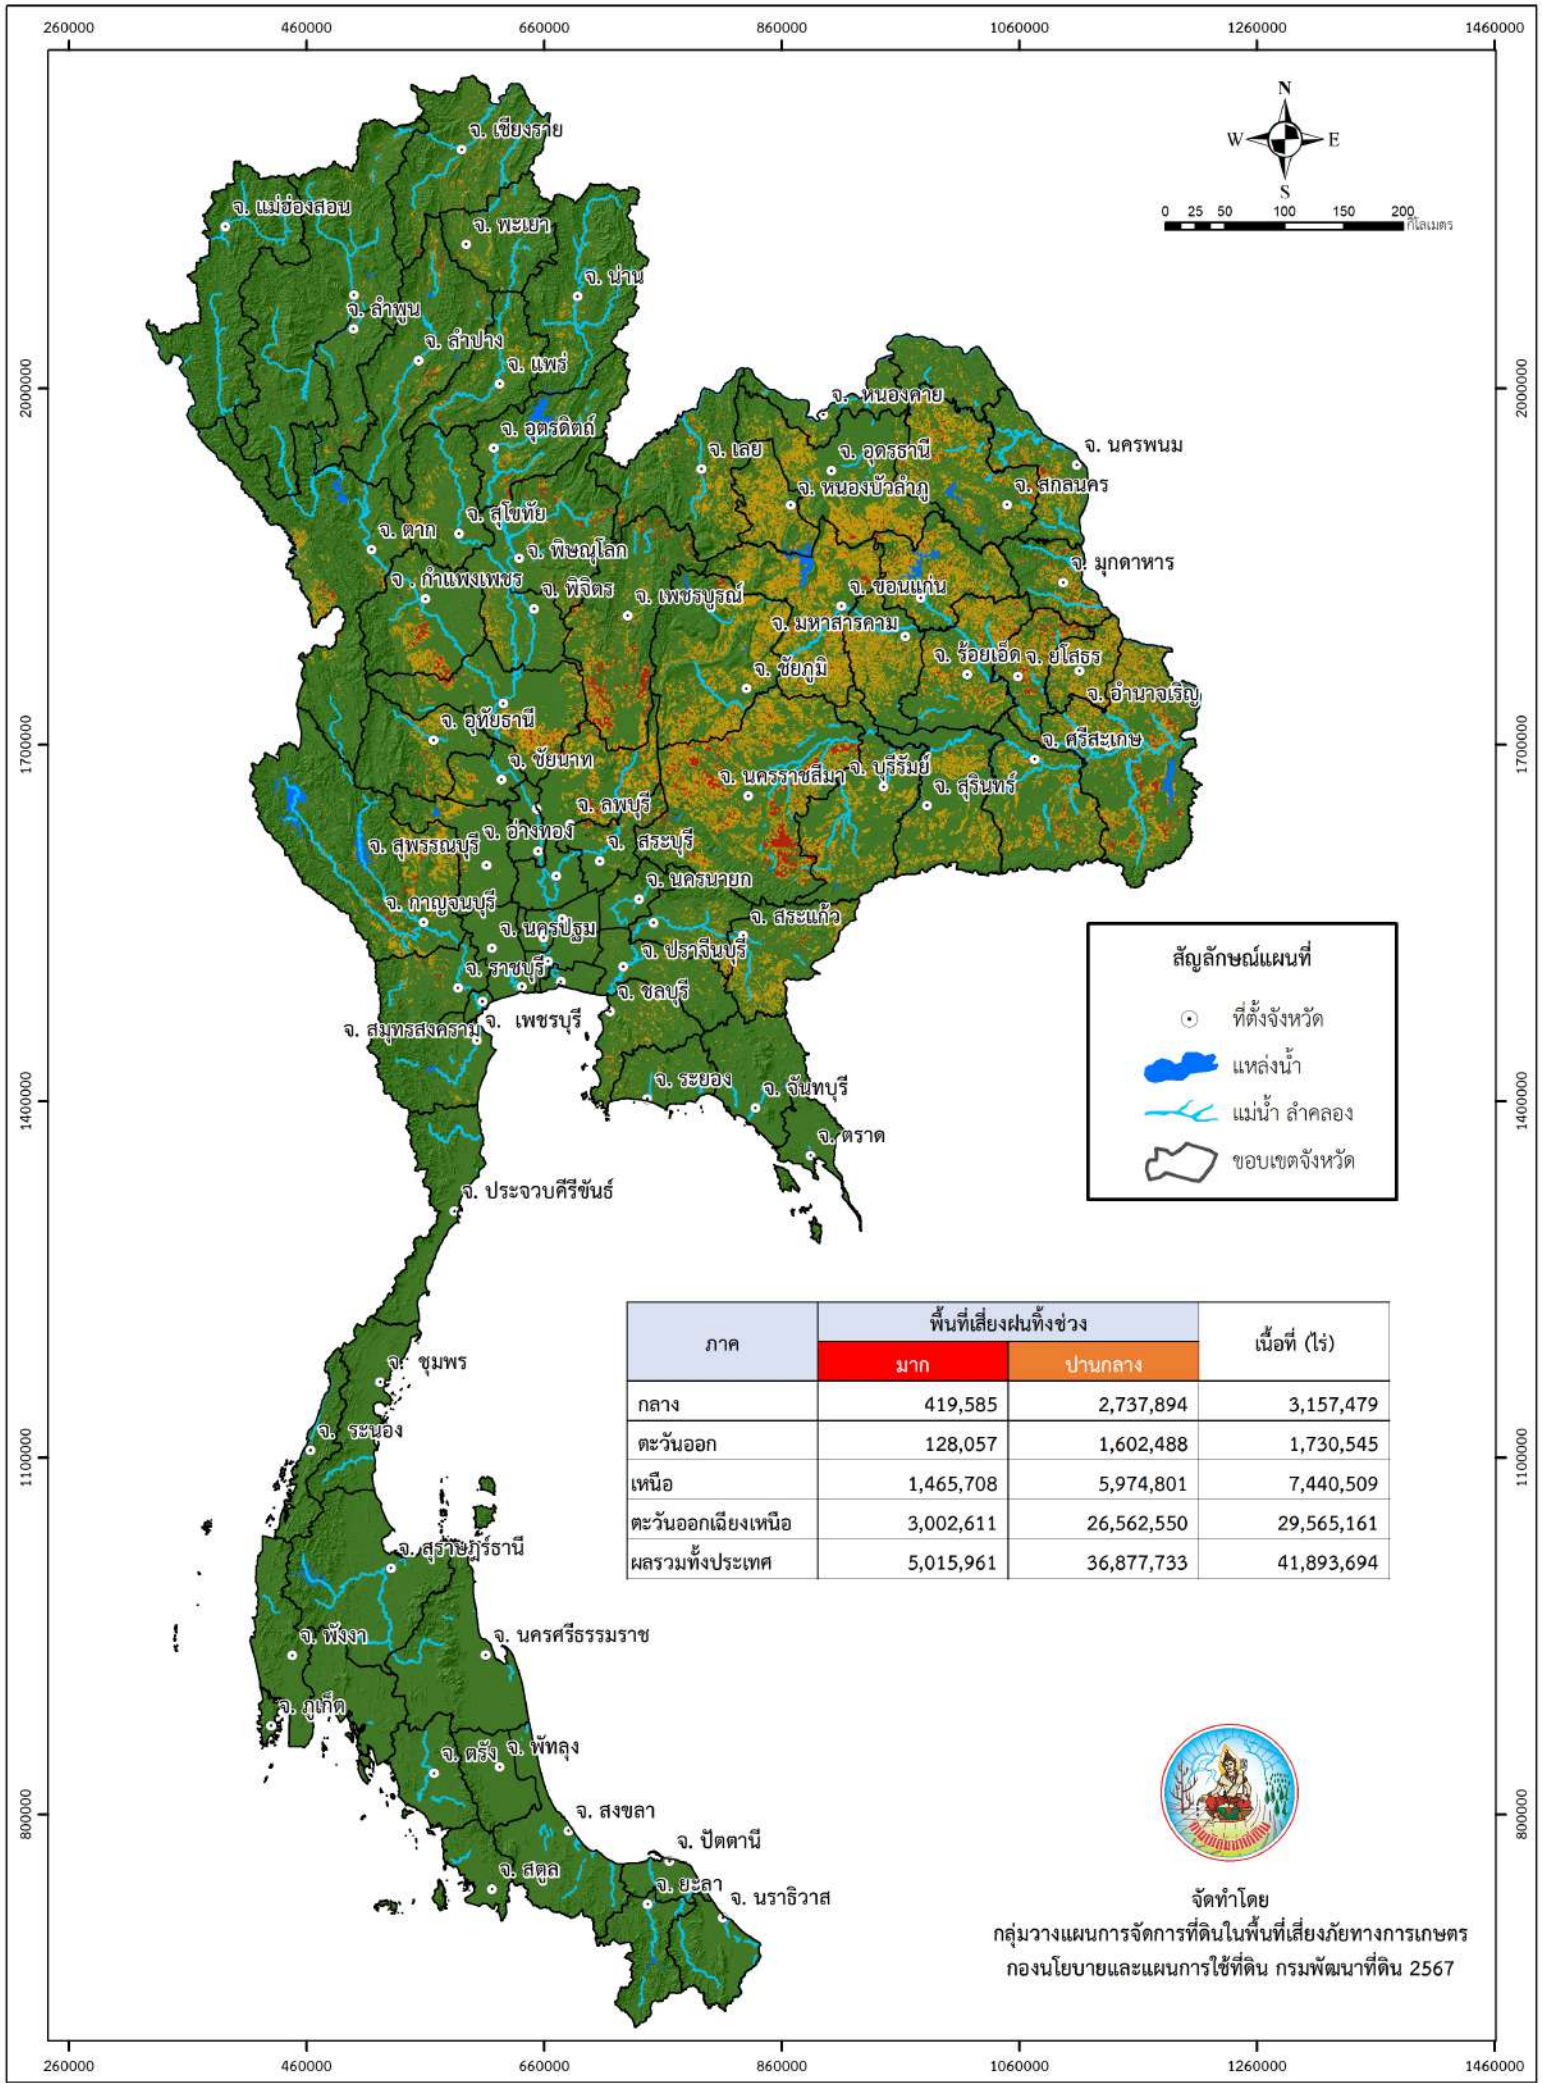 260000 460000 660000 860000 1060000 1260000 1460000
N
W E
S
0 25 50 100 150 200
กิโลเมตร
จ. เชียงราย
จ. แม่ฮ่องสอน
จ. พะเยา
จ. น่าน
จ. ลำพูน
จ. ลำปาง
จ. แพร่
2000000 2000000
จ. หนองคาย
จ. อุตรดิตถ์
จ. เลย
จ. อุดรธานี
จ. นครพนม
จ. หนองบัวลำภู
จ. สกลนคร
จ. สุโขทัย
จ. ตาก
จ. พิษณุโลก
จ. มุกดาหาร
จ. กำแพงเพชร
จ. พิจิตร
จ. เพชรบูรณ์
จ. ขอนแก่น
จ. มหาสารคาม
จ. ร้อยเอ็ด
จ. ยโสธร
จ. ชัยภูมิ
จ. อำนาจเจริญ
จ. อุทัยธานี
1700000 1700000
จ. ศรีสะเกษ
จ. ชัยนาท
จ. นครราชสีมา
จ. บุรีรัมย์
จ. สุรินทร์
จ. ลพบุรี
จ. อ่างทอง
จ. สุพรรณบุรี
จ. สระบุรี
จ. นครนายก
จ. กาญจนบุรี
จ. นครปฐม
จ. สระแก้ว
จ. ปราจีนบุรี
จ. ราชบุรี
จ. ชลบุรี
จ. สมุทรสงคราม
จ. เพชรบุรี
จ. ระยอง
จ. จันทบุรี
1400000 1400000
จ. ตราด
จ. ประจวบคีรีขันธ์
สัญลักษณ์แผนที่
ที่ตั้งจังหวัด
แหล่งน้ำ
แม่น้ำ ลำคลอง
ขอบเขตจังหวัด
ภาค พื้นที่เสี่ยงฝนทิ้งช่วง เนื้อที่ (ไร่)
มาก ปานกลาง
กลาง 419,585 2,737,894 3,157,479
ตะวันออก 128,057 1,602,488 1,730,545
เหนือ 1,465,708 5,974,801 7,440,509
ตะวันออกเฉียงเหนือ 3,002,611 26,562,550 29,565,161
ผลรวมทั้งประเทศ 5,015,961 36,877,733 41,893,694
จ. ชุมพร
จ. ระนอง
1100000 1100000
จ. สุราษฎร์ธานี
จ. พังงา
จ. นครศรีธรรมราช
จ. ภูเก็ต
จ. ตรัง
จ. พัทลุง
จ. สงขลา
800000 800000
จ. ปัตตานี
จ. สตูล
จ. ยะลา
จ. นราธิวาส
กรมพัฒนาที่ดิน
จัดทำโดย
กลุ่มวางแผนการจัดการที่ดินในพื้นที่เสี่ยงภัยทางการเกษตร
กองนโยบายและแผนการใช้ที่ดิน กรมพัฒนาที่ดิน 2567
260000 460000 660000 860000 1060000 1260000 1460000